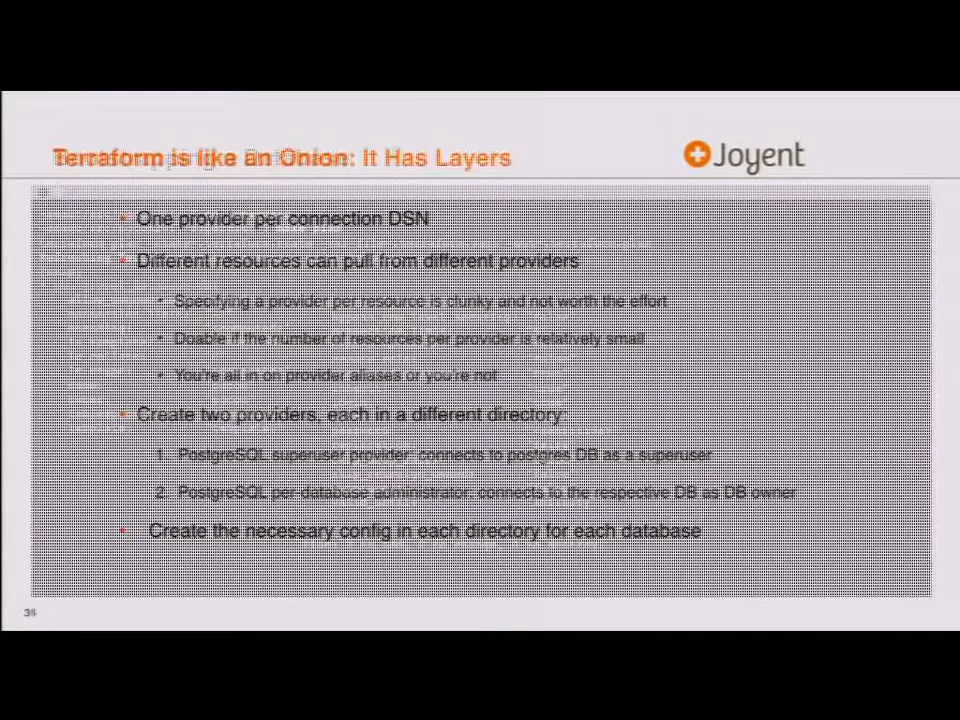 Terraform is like an Onion: It Has Layers
Joyent
• One provider per connection DSN
• Different resources can pull from different providers
• Specifying a provider per resource is clunky and not worth the effort
• Doable if the number of resources per provider is relatively small
• You're all in on provider aliases or you're not
• Create two providers, each in a different directory:
1. PostgreSQL superuser provider: connects to postgres DB as a superuser
2. PostgreSQL per-database administrator: connects to the respective DB as DB owner
• Create the necessary config in each directory for each database